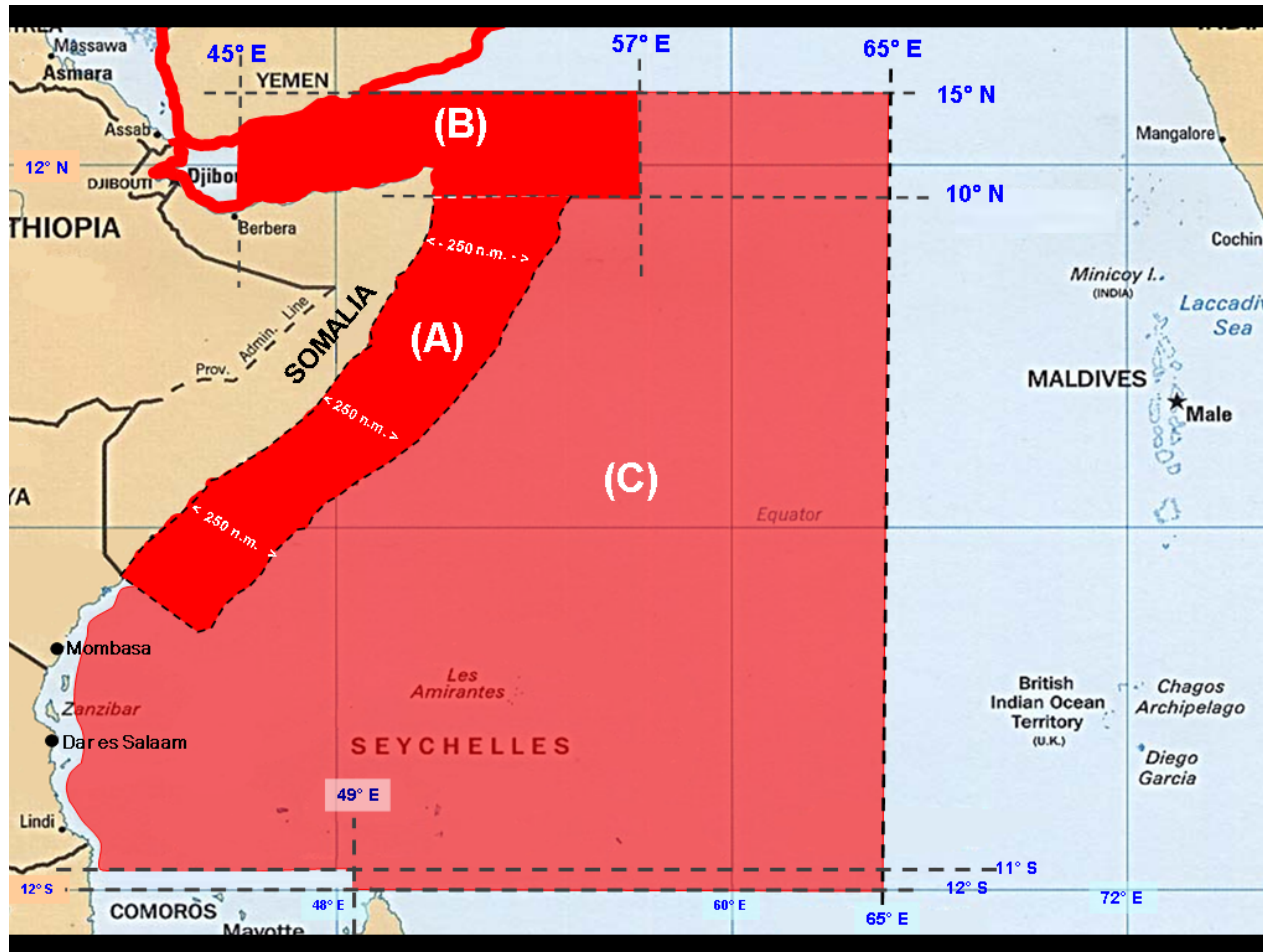 Massawa
Asmara
45° E
YEMEN
57° E
65° E
15° N
(B)
Assab
Mangalore
12° N
DJIBOUTI
Djibou
10° N
THIOPIA
Berbera
Cochin
< - 250 n.m. - >
Minicoy I.
(INDIA)
Laccadiv
Sea
SOMALIA
Prov. Admin. Line
(A)
MALDIVES
Male
< 250 n.m. >
(C)
YA
< 250 n.m. >
Equator
Mombasa
Les
Amirantes
British
Indian Ocean
Territory
(U.K.)
Chagos
Archipelago
Zanzibar
Dar es Salaam
SEYCHELLES
Diego
Garcia
49° E
Lindi
11° S
12° S
12° S
COMOROS
48° E
60° E
65° E
72° E
Mayotte